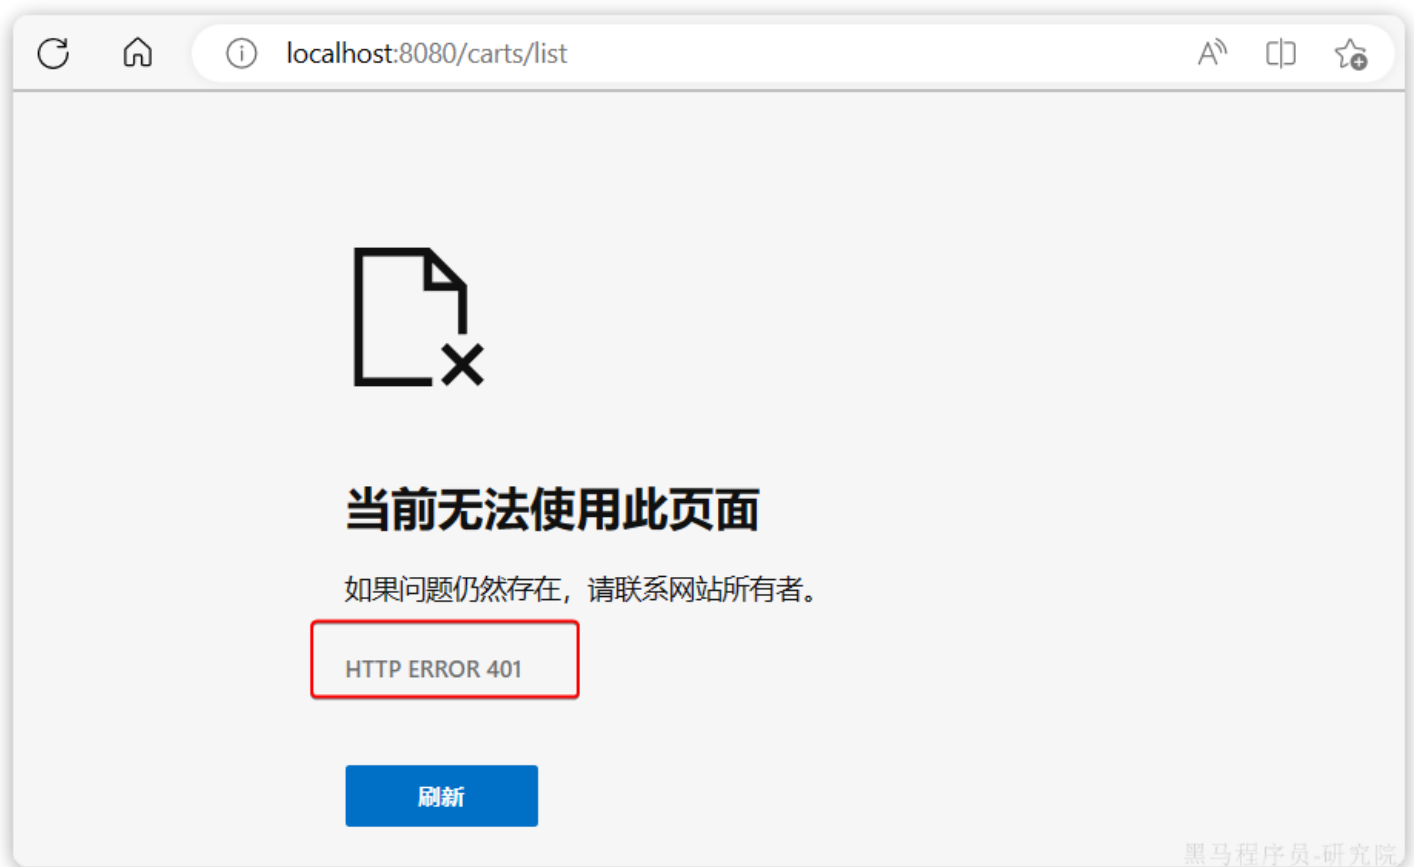 localhost:8080/carts/list
当前无法使用此页面
如果问题仍然存在，请联系网站所有者。
HTTP ERROR 401
刷新
黑马程序员-研究院